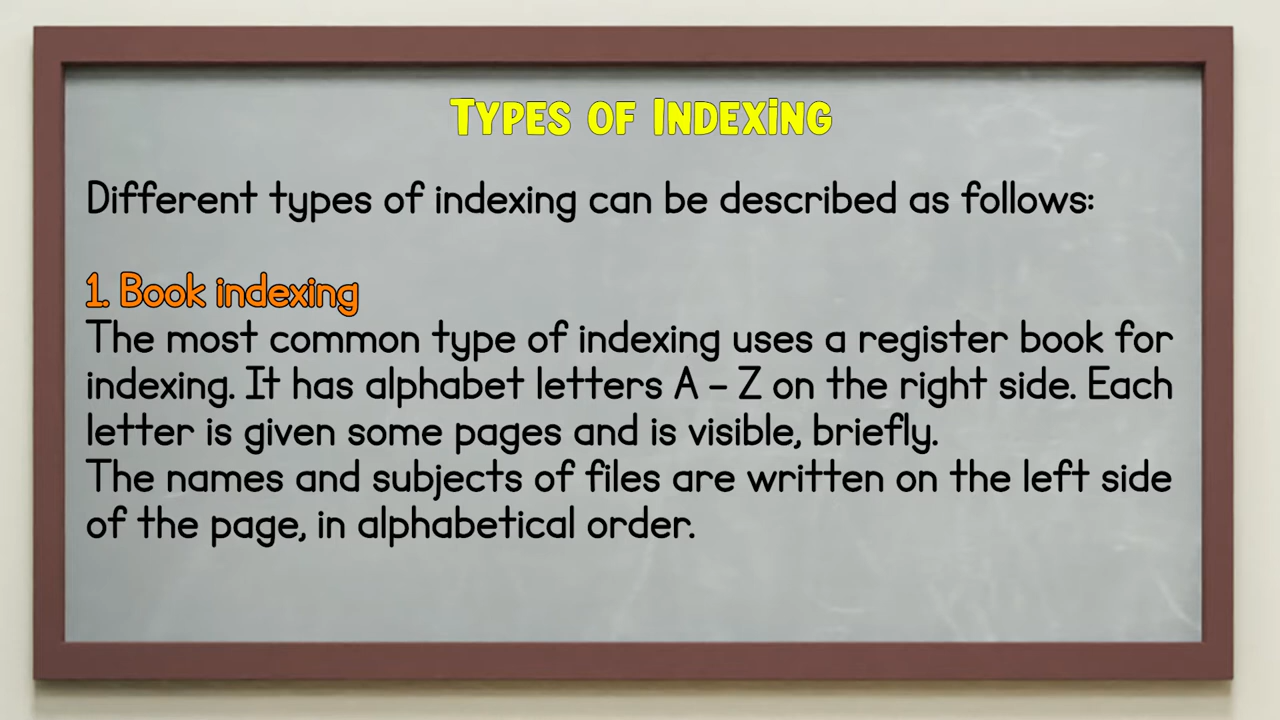 Types of Indexing
Different types of indexing can be described as follows:
1. Book indexing
The most common type of indexing uses a register book for
indexing. It has alphabet letters A – Z on the right side. Each
letter is given some pages and is visible, briefly.
The names and subjects of files are written on the left side
of the page, in alphabetical order.